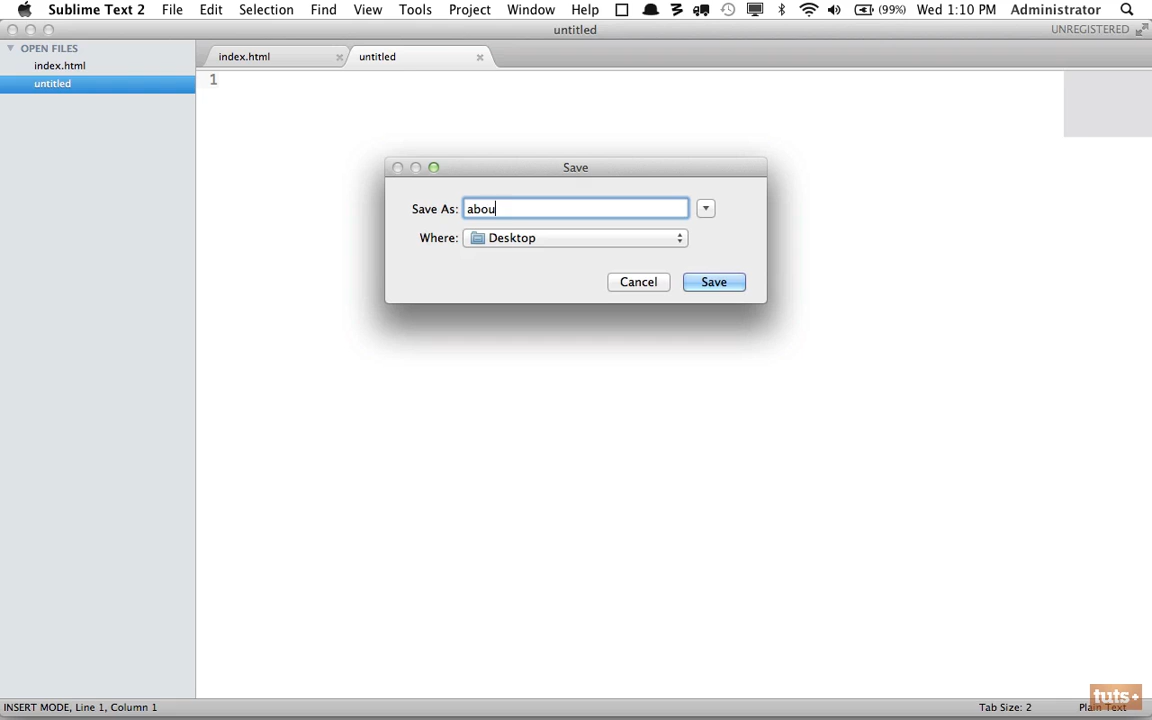 Sublime Text 2 File Edit Selection Find View Tools Project Window Help (99%) Wed 1:10 PM Administrator
untitled UNREGISTERED
OPEN FILES
index.html
untitled
index.html untitled
1
Save
Save As: abou
Where: Desktop
Cancel Save
tuts+
INSERT MODE, Line 1, Column 1 Tab Size: 2 Plain Text